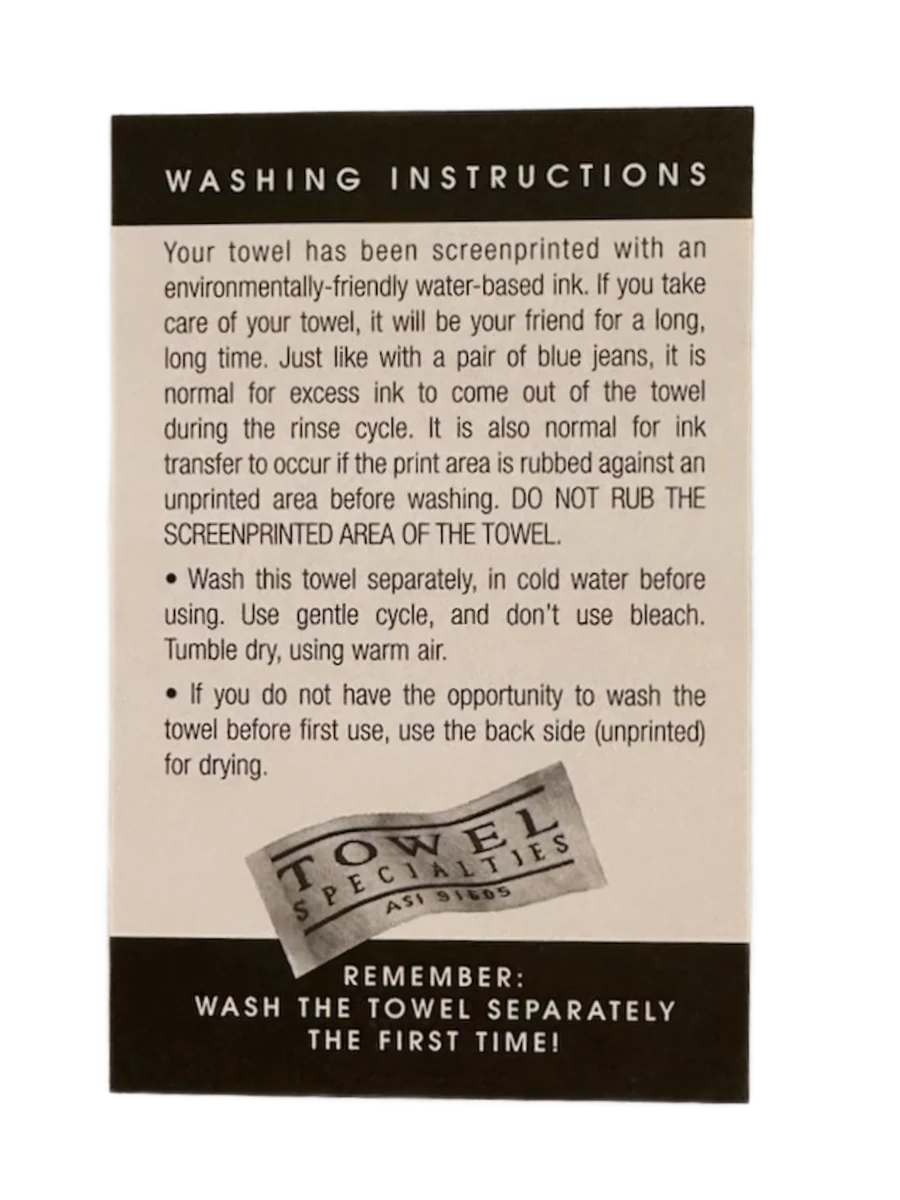 WASHING INSTRUCTIONS
Your towel has been screenprinted with an
environmentally-friendly water-based ink. If you take
care of your towel, it will be your friend for a long,
long time. Just like with a pair of blue jeans, it is
normal for excess ink to come out of the towel
during the rinse cycle. It is also normal for ink
transfer to occur if the print area is rubbed against an
unprinted area before washing. DO NOT RUB THE
SCREENPRINTED AREA OF THE TOWEL.
• Wash this towel separately, in cold water before
using. Use gentle cycle, and don't use bleach.
Tumble dry, using warm air.
• If you do not have the opportunity to wash the
towel before first use, use the back side (unprinted)
for drying.
TOWEL
SPECIALTIES
ASI 91605
REMEMBER:
WASH THE TOWEL SEPARATELY
THE FIRST TIME!